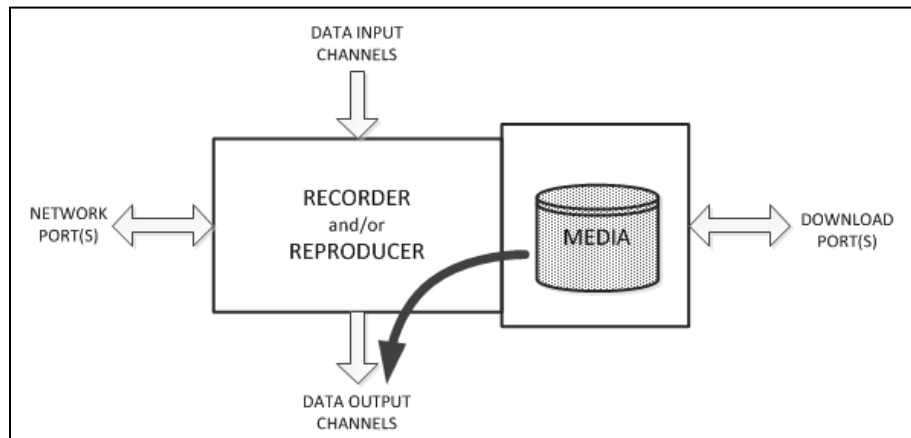 DATA INPUT
CHANNELS
RECORDER
and/or
REPRODUCER
NETWORK
PORT(S)
MEDIA
DOWNLOAD
PORT(S)
DATA OUTPUT
CHANNELS